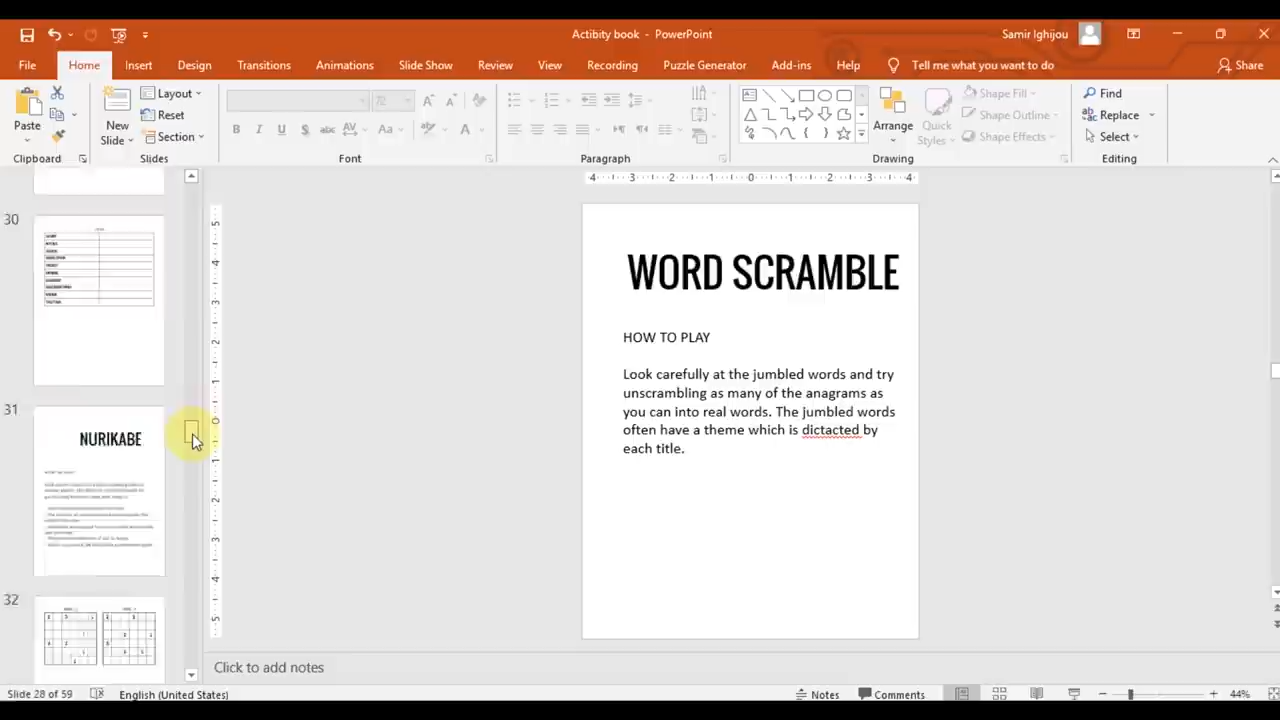 Actibity book - PowerPoint
Samir Ighijou
File Home Insert Design Transitions Animations Slide Show Review View Recording Puzzle Generator Add-ins Help Tell me what you want to do Share
Paste
Clipboard
New Slide
Layout
Reset
Section
Slides
72
Font
Paragraph
Arrange
Quick Styles
Shape Fill
Shape Outline
Shape Effects
Drawing
Find
Replace
Select
Editing
30
31
NURIKABE
32
WORD SCRAMBLE
HOW TO PLAY
Look carefully at the jumbled words and try
unscrambling as many of the anagrams as
you can into real words. The jumbled words
often have a theme which is dictacted by
each title.
Click to add notes
Slide 28 of 59 English (United States) Notes Comments 44%